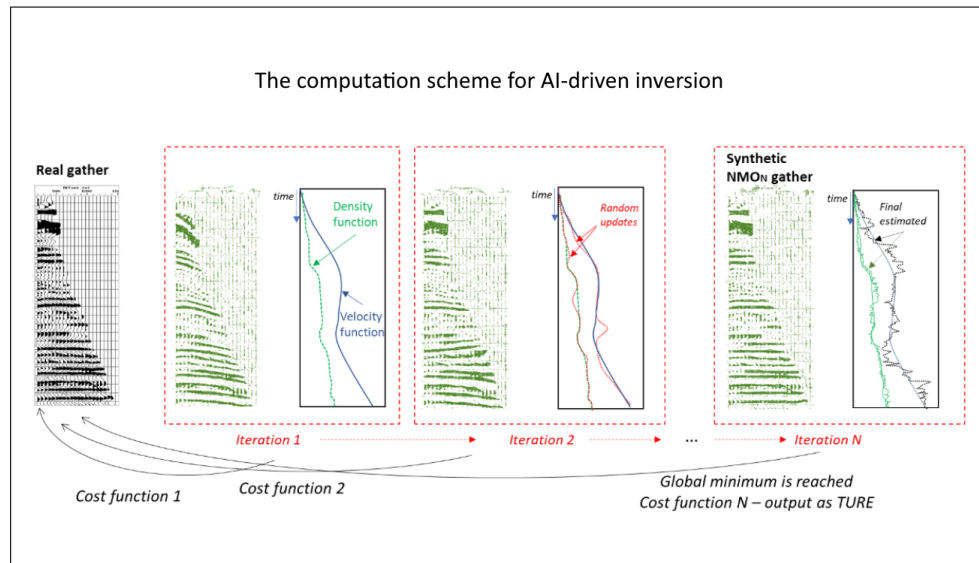 The computation scheme for AI-driven inversion
Real gather
time
Density
function
Velocity
function
Iteration 1
time
Random
updates
Iteration 2
...
Synthetic
NMON gather
time
Final
estimated
Iteration N
Cost function 1
Cost function 2
Global minimum is reached
Cost function N – output as TURE